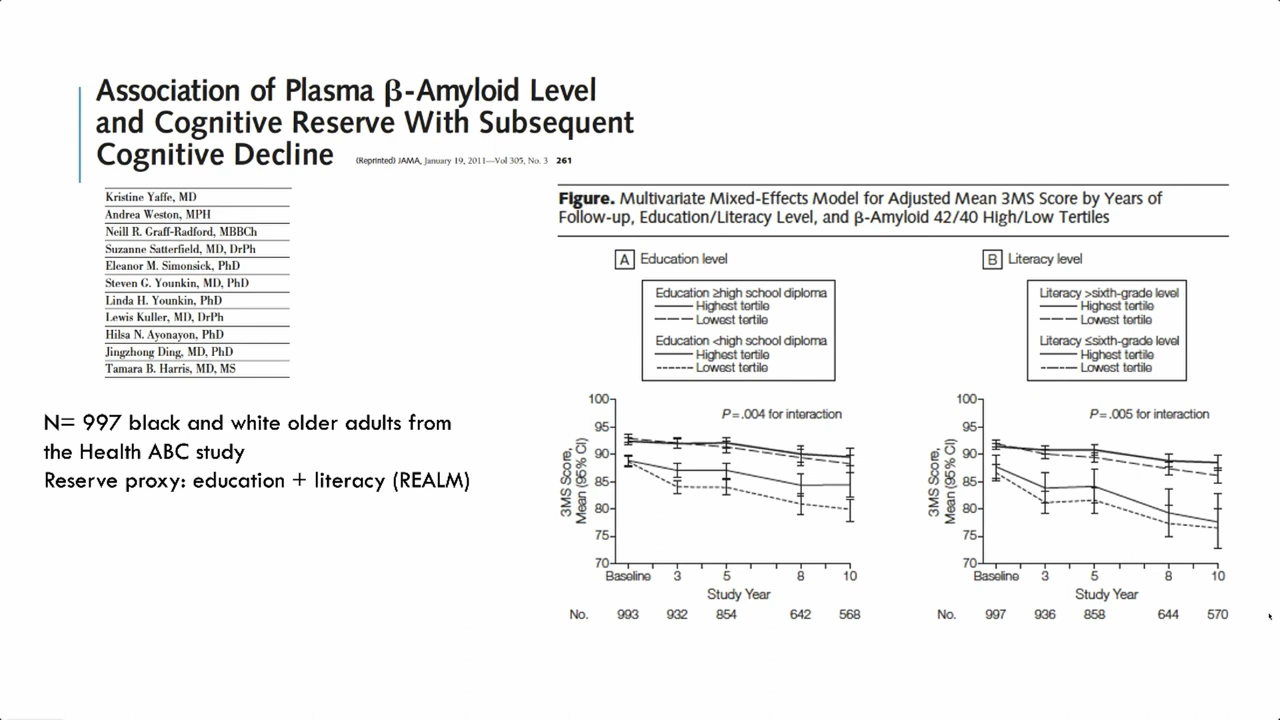 Association of Plasma β-Amyloid Level
and Cognitive Reserve With Subsequent
Cognitive Decline (Reprinted) JAMA, January 19, 2011—Vol 305, No. 3 261
Kristine Yaffe, MD
Andrea Weston, MPH
Neill R. Graff-Radford, MBBCh
Suzanne Satterfield, MD, DrPh
Eleanor M. Simonsick, PhD
Steven G. Younkin, MD, PhD
Linda H. Younkin, PhD
Lewis Kuller, MD, DrPh
Hilsa N. Ayonayon, PhD
Jingzhong Ding, MD, PhD
Tamara B. Harris, MD, MS
N= 997 black and white older adults from
the Health ABC study
Reserve proxy: education + literacy (REALM)
Figure. Multivariate Mixed-Effects Model for Adjusted Mean 3MS Score by Years of
Follow-up, Education/Literacy Level, and β-Amyloid 42/40 High/Low Tertiles
A Education level
Education ≥high school diploma
Highest tertile
Lowest tertile
Education <high school diploma
Highest tertile
Lowest tertile
P=.004 for interaction
3MS Score,
Mean (95% CI)
100
95
90
85
80
75
70
Baseline 3 5 8 10
Study Year
No. 993 932 854 642 568
B Literacy level
Literacy >sixth-grade level
Highest tertile
Lowest tertile
Literacy ≤sixth-grade level
Highest tertile
Lowest tertile
P=.005 for interaction
3MS Score,
Mean (95% CI)
100
95
90
85
80
75
70
Baseline 3 5 8 10
Study Year
No. 997 936 858 644 570